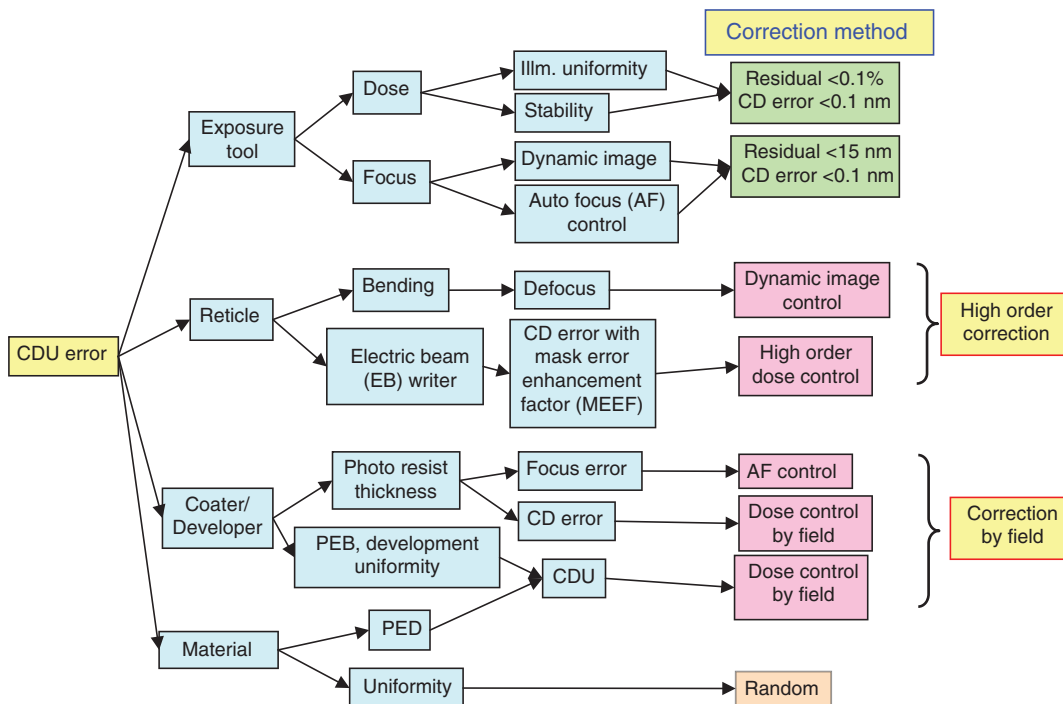 Correction method
Illm. uniformity
Residual <0.1%
CD error <0.1 nm
Dose
Stability
Exposure
tool
Dynamic image
Residual <15 nm
CD error <0.1 nm
Focus
Auto focus (AF)
control
Bending
Defocus
Dynamic image
control
Reticle
High order
correction
CDU error
Electric beam
(EB) writer
CD error with
mask error
enhancement
factor (MEEF)
High order
dose control
Photo resist
thickness
Focus error
AF control
Coater/
Developer
CD error
Dose control
by field
Correction
by field
PEB, development
uniformity
CDU
Dose control
by field
PED
Material
Uniformity
Random